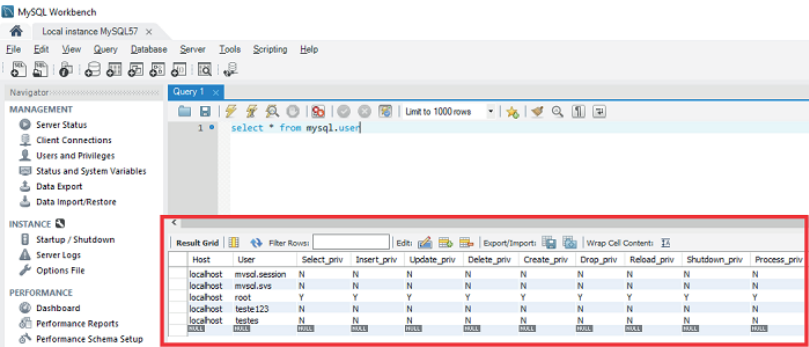 MySQL Workbench
Local instance MySQL57 ×
File Edit View Query Database Server Tools Scripting Help
Navigator
Query 1 ×
MANAGEMENT
Server Status
Client Connections
Users and Privileges
Status and System Variables
Data Export
Data Import/Restore
INSTANCE
Startup / Shutdown
Server Logs
Options File
PERFORMANCE
Dashboard
Performance Reports
Performance Schema Setup
Limit to 1000 rows
1 select * from mysql.user
Result Grid Filter Rows: Edit: Export/Import: Wrap Cell Content:
Host User Select_priv Insert_priv Update_priv Delete_priv Create_priv Drop_priv Reload_priv Shutdown_priv Process_priv
localhost mysql.session N N N N N N N N N
localhost mysql.sys N N N N N N N N N
localhost root Y Y Y Y Y Y Y Y Y
localhost teste123 N N N N N N N N N
localhost testes N N N N N N N N N
NULL NULL NULL NULL NULL NULL NULL NULL NULL NULL NULL